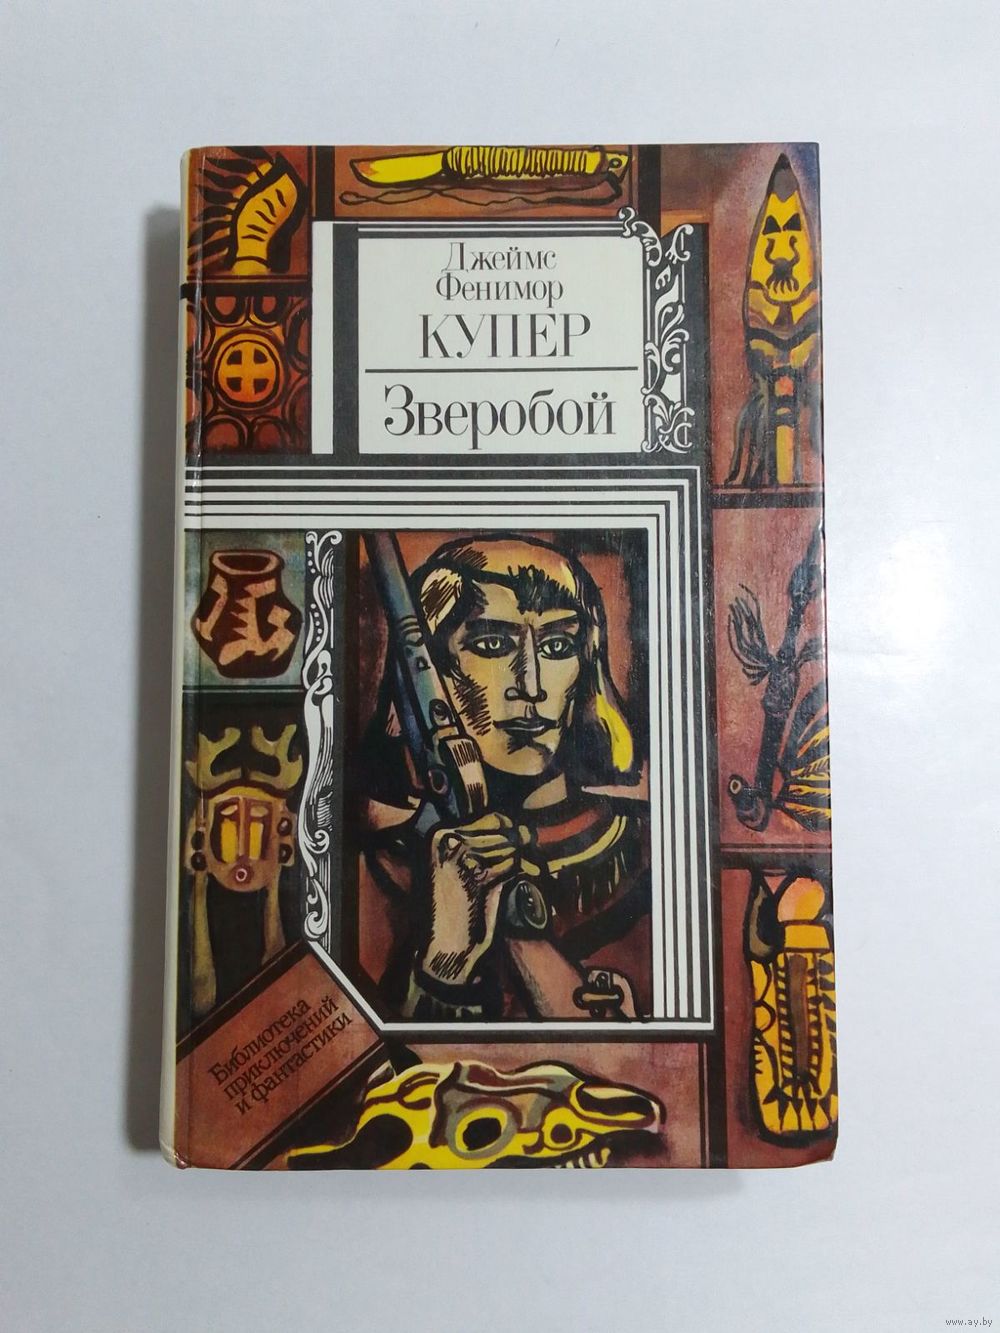 Джеймс
Фенимор
КУПЕР
Зверобой
Библиотека
приключений
и фантастики
www.ay.by